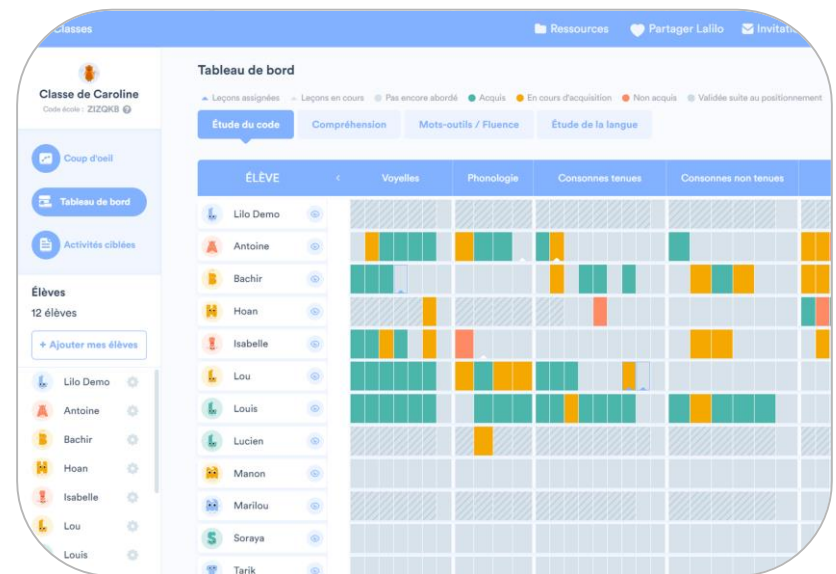 Classes
Ressources
Partager Lalilo
Invitati
Classe de Caroline
Code école : ZIZQKB
Coup d'oeil
Tableau de bord
Activités ciblées
Élèves
12 élèves
+ Ajouter mes élèves
Lilo Demo
Antoine
Bachir
Hoan
Isabelle
Lou
Louis
Tableau de bord
Leçons assignées
Leçons en cours
Pas encore abordé
Acquis
En cours d'acquisition
Non acquis
Validée suite au positionnement
Étude du code
Compréhension
Mots-outils / Fluence
Étude de la langue
ÉLÈVE
<
Voyelles
Phonologie
Consonnes tenues
Consonnes non tenues
Lilo Demo
Antoine
Bachir
Hoan
Isabelle
Lou
Louis
Lucien
Manon
Marilou
Soraya
Tarik